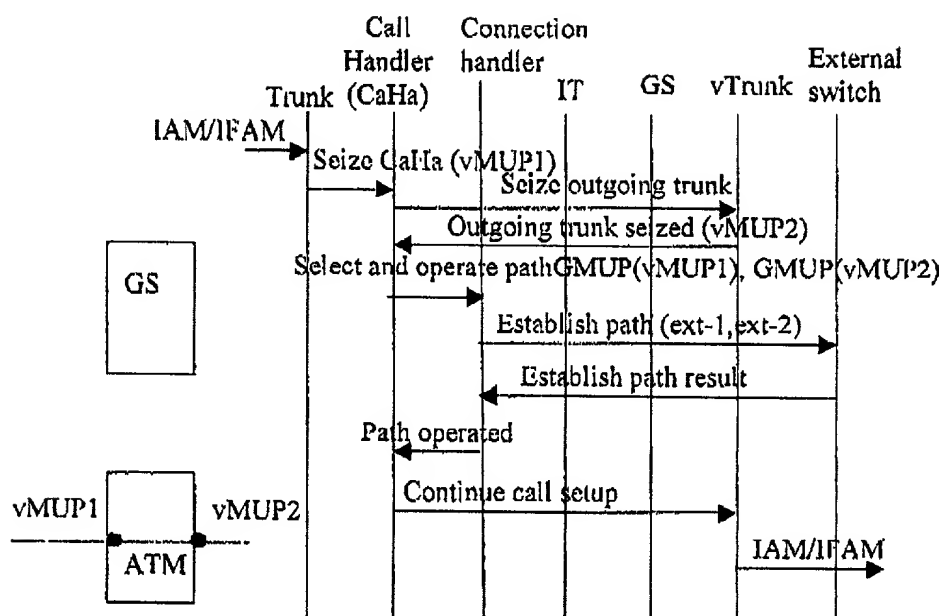 Call Connection
Handler handler
Trunk (CaHa) IT GS vTrunk External switch
IAM/IFAM
Seize CaHa (vMUP1)
Seize outgoing trunk
Outgoing trunk seized (vMUP2)
Select and operate pathGMUP(vMUP1), GMUP(vMUP2)
GS
Establish path (ext-1,ext-2)
Establish path result
Path operated
Continue call setup
vMUP1 vMUP2
IAM/IFAM
ATM